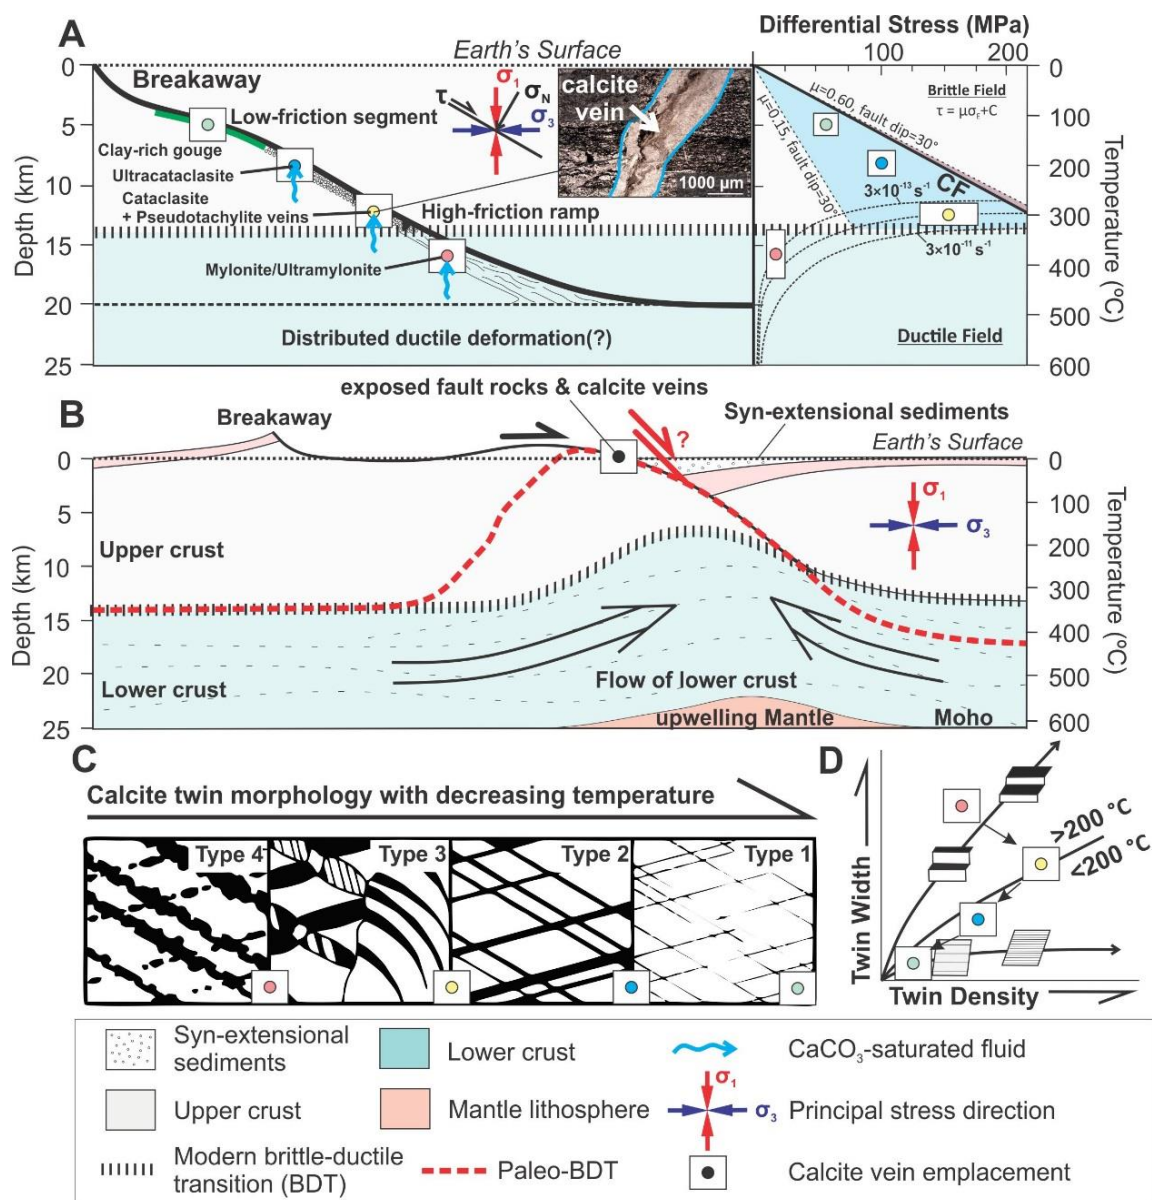 A
Earth's Surface
Differential Stress (MPa)
100
200
0
5
10
15
20
25
Depth (km)
Breakaway
Low-friction segment
Clay-rich gouge
Ultracataclasite
Cataclasite
+ Pseudotachylite veins
High-friction ramp
Mylonite/Ultramylonite
Distributed ductile deformation(?)
σ1
τ
σN
σ3
calcite
vein
1000 µm
μ=0.60, fault dip=30°
μ=0.15, fault dip=30°
Brittle Field
CF
3×10⁻¹³ s⁻¹
3×10⁻¹¹ s⁻¹
Ductile Field
0
100
200
300
400
500
600
Temperature (ºC)
exposed fault rocks & calcite veins
B
Breakaway
?
Syn-extensional sediments
Earth's Surface
0
5
10
15
20
25
Depth (km)
Upper crust
σ1
σ3
Lower crust
Flow of lower crust
upwelling Mantle
Moho
0
100
200
300
400
500
600
Temperature (ºC)
C
Calcite twin morphology with decreasing temperature
Type 4
Type 3
Type 2
Type 1
D
Twin Width
>200 °C
<200 °C
Twin Density
Syn-extensional
sediments
Lower crust
CaCO₃-saturated fluid
Upper crust
Mantle lithosphere
σ1
σ3
Principal stress direction
Modern brittle-ductile
transition (BDT)
Paleo-BDT
Calcite vein emplacement